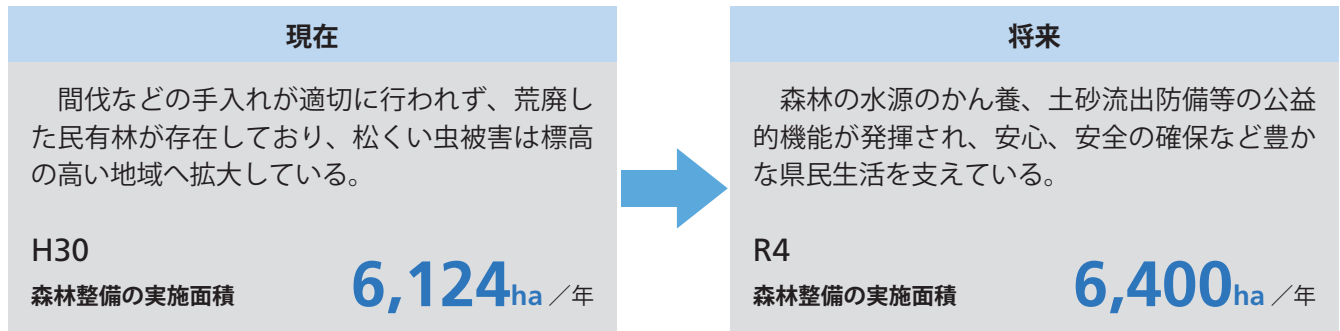 現在
間伐などの手入れが適切に行われず、荒廃し
た民有林が存在しており、松くい虫被害は標高
の高い地域へ拡大している。
H30
森林整備の実施面積 6,124ha ／年
将来
森林の水源のかん養、土砂流出防備等の公益
的機能が発揮され、安心、安全の確保など豊か
な県民生活を支えている。
R4
森林整備の実施面積 6,400ha ／年